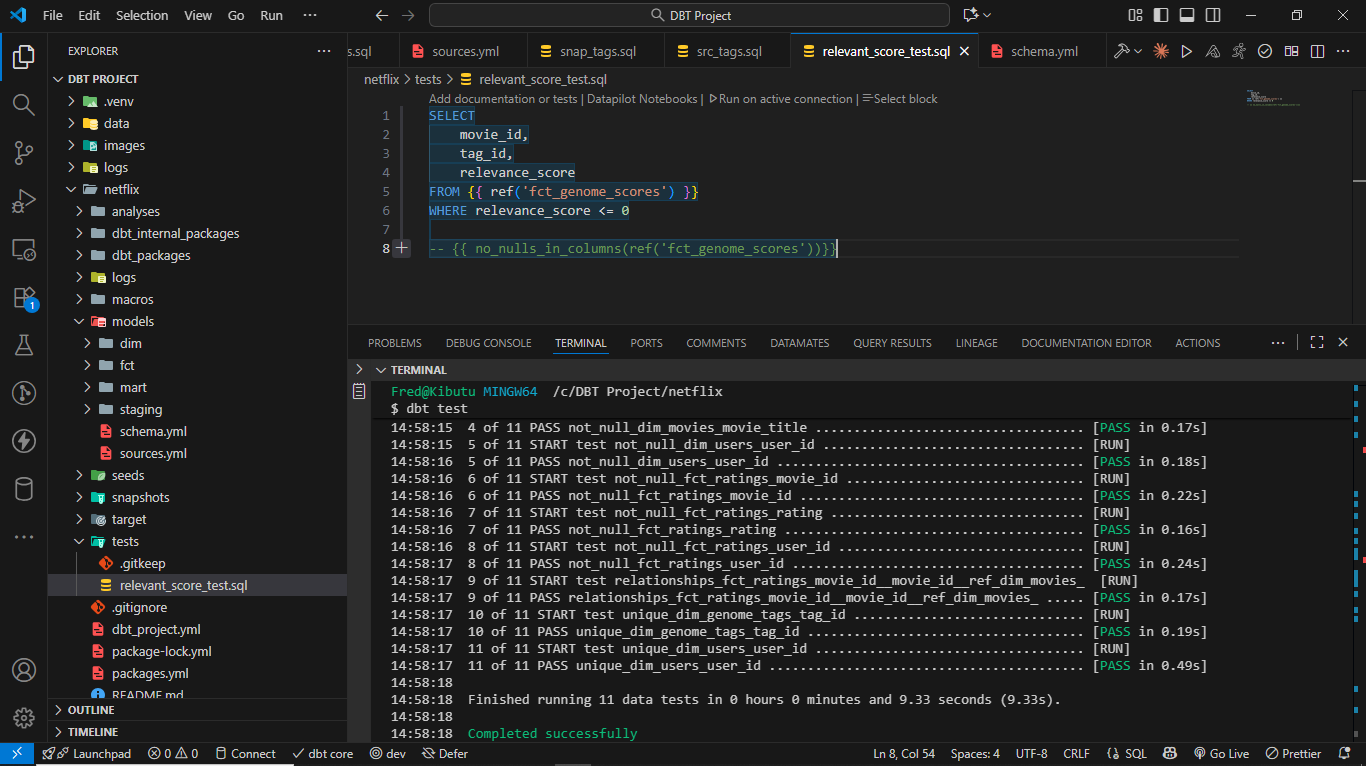 File Edit Selection View Go Run ··· DBT Project
EXPLORER ···
DBT PROJECT
.venv
data
images
logs
netflix
analyses
dbt_internal_packages
dbt_packages
logs
macros
models
dim
fct
mart
staging
schema.yml
sources.yml
seeds
snapshots
target
tests
.gitkeep
relevant_score_test.sql
.gitignore
dbt_project.yml
package-lock.yml
packages.yml
README.md
OUTLINE
TIMELINE
1
s.sql sources.yml snap_tags.sql src_tags.sql relevant_score_test.sql schema.yml
netflix > tests > relevant_score_test.sql
Add documentation or tests | Datapilot Notebooks | Run on active connection | Select block
1 SELECT
2 movie_id,
3 tag_id,
4 relevance_score
5 FROM {{ ref('fct_genome_scores') }}
6 WHERE relevance_score <= 0
7
8 -- {{ no_nulls_in_columns(ref('fct_genome_scores'))}}
PROBLEMS DEBUG CONSOLE TERMINAL PORTS COMMENTS DATAMATES QUERY RESULTS LINEAGE DOCUMENTATION EDITOR ACTIONS ···
TERMINAL
Fred@Kibutu MINGW64 /c/DBT Project/netflix
$ dbt test
14:58:15 4 of 11 PASS not_null_dim_movies_movie_title ................................... [PASS in 0.17s]
14:58:15 5 of 11 START test not_null_dim_users_user_id ................................... [RUN]
14:58:16 5 of 11 PASS not_null_dim_users_user_id ........................................ [PASS in 0.18s]
14:58:16 6 of 11 START test not_null_fct_ratings_movie_id ............................... [RUN]
14:58:16 6 of 11 PASS not_null_fct_ratings_movie_id ..................................... [PASS in 0.22s]
14:58:16 7 of 11 START test not_null_fct_ratings_rating ................................. [RUN]
14:58:16 7 of 11 PASS not_null_fct_ratings_rating ....................................... [PASS in 0.16s]
14:58:16 8 of 11 START test not_null_fct_ratings_user_id ................................ [RUN]
14:58:17 8 of 11 PASS not_null_fct_ratings_user_id ...................................... [PASS in 0.24s]
14:58:17 9 of 11 START test relationships_fct_ratings_movie_id__movie_id__ref_dim_movies_ [RUN]
14:58:17 9 of 11 PASS relationships_fct_ratings_movie_id__movie_id__ref_dim_movies_ ..... [PASS in 0.17s]
14:58:17 10 of 11 START test unique_dim_genome_tags_tag_id .............................. [RUN]
14:58:17 10 of 11 PASS unique_dim_genome_tags_tag_id .................................... [PASS in 0.19s]
14:58:17 11 of 11 START test unique_dim_users_user_id ................................... [RUN]
14:58:17 11 of 11 PASS unique_dim_users_user_id ......................................... [PASS in 0.49s]
14:58:18
14:58:18 Finished running 11 data tests in 0 hours 0 minutes and 9.33 seconds (9.33s).
14:58:18
14:58:18 Completed successfully
Launchpad 0 0 Connect dbt core dev Defer Ln 8, Col 54 Spaces: 4 UTF-8 CRLF SQL Go Live Prettier